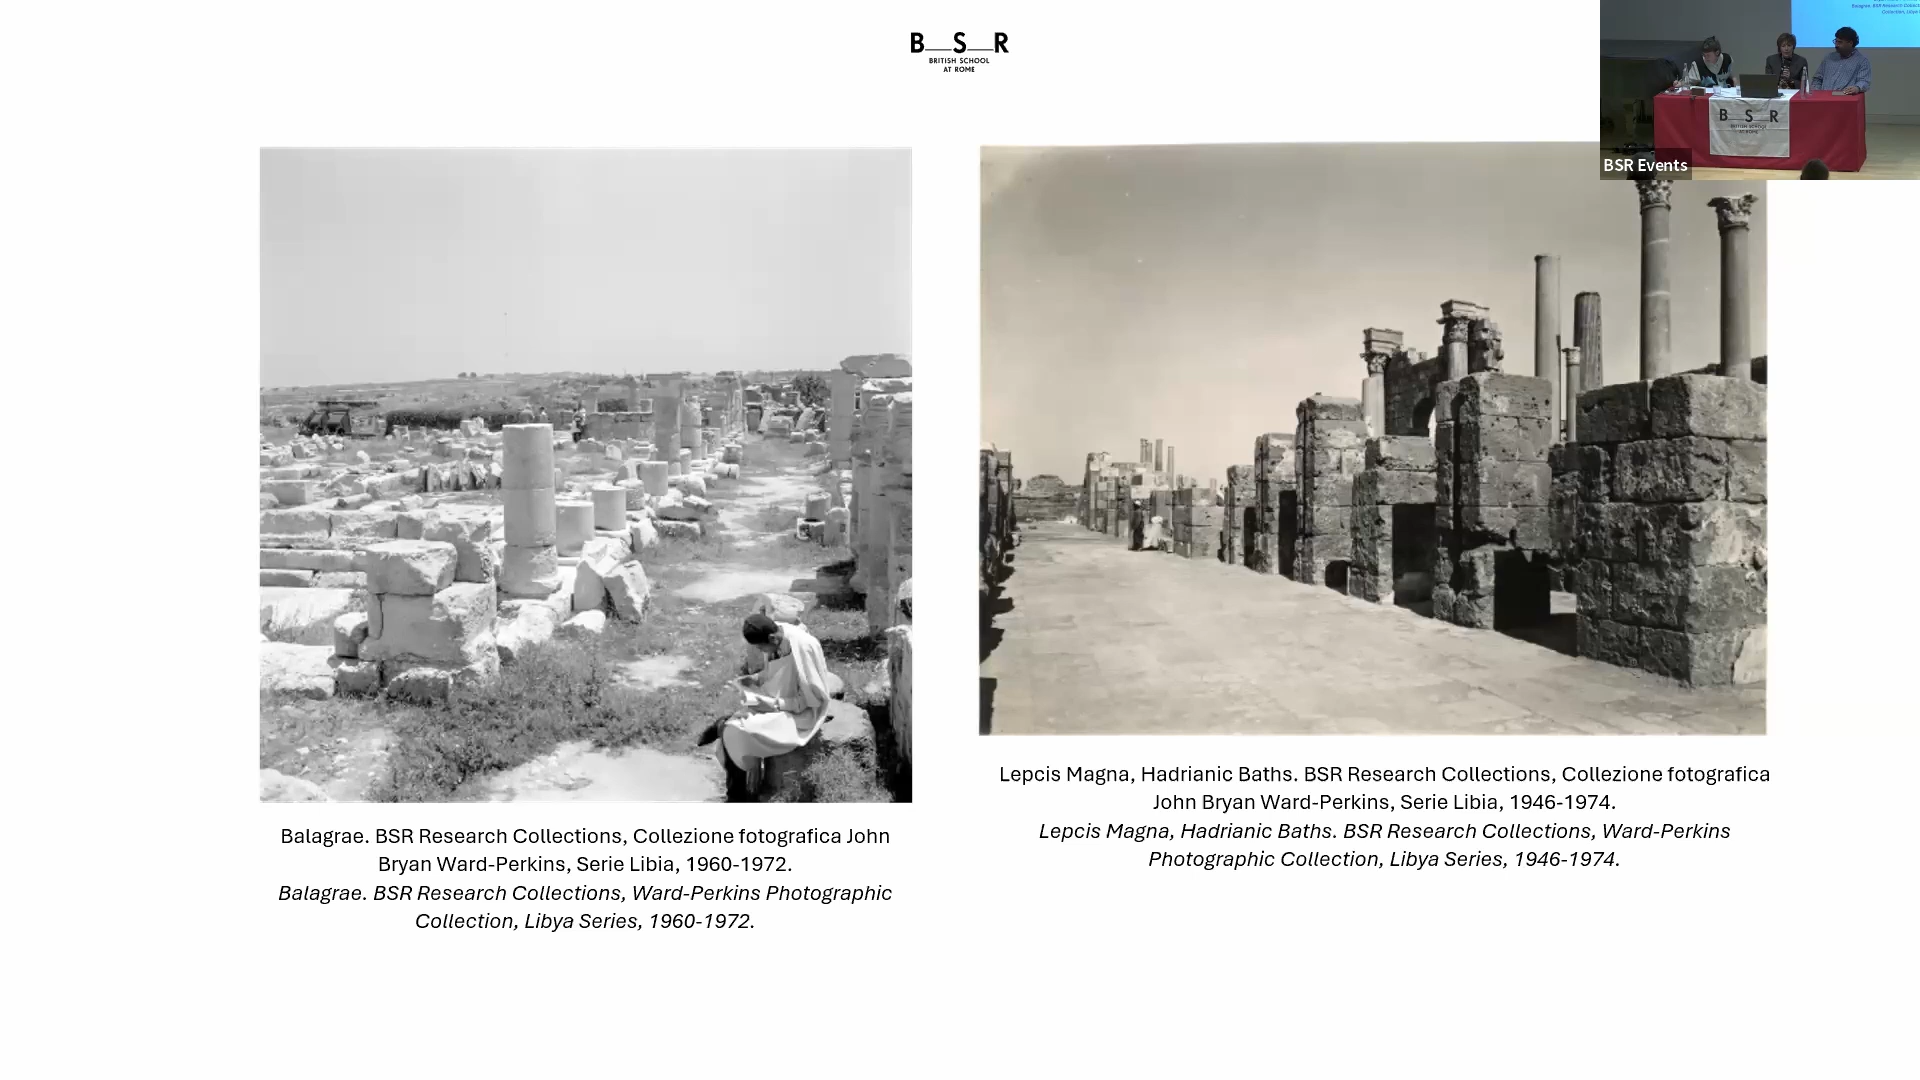 B__S__R
BRITISH SCHOOL
AT ROME
B S R
BSR Events
Balagrae. BSR Research Collections, Collezione fotografica John
Bryan Ward-Perkins, Serie Libia, 1960-1972.
Balagrae. BSR Research Collections, Ward-Perkins Photographic
Collection, Libya Series, 1960-1972.
Lepcis Magna, Hadrianic Baths. BSR Research Collections, Collezione fotografica
John Bryan Ward-Perkins, Serie Libia, 1946-1974.
Lepcis Magna, Hadrianic Baths. BSR Research Collections, Ward-Perkins
Photographic Collection, Libya Series, 1946-1974.